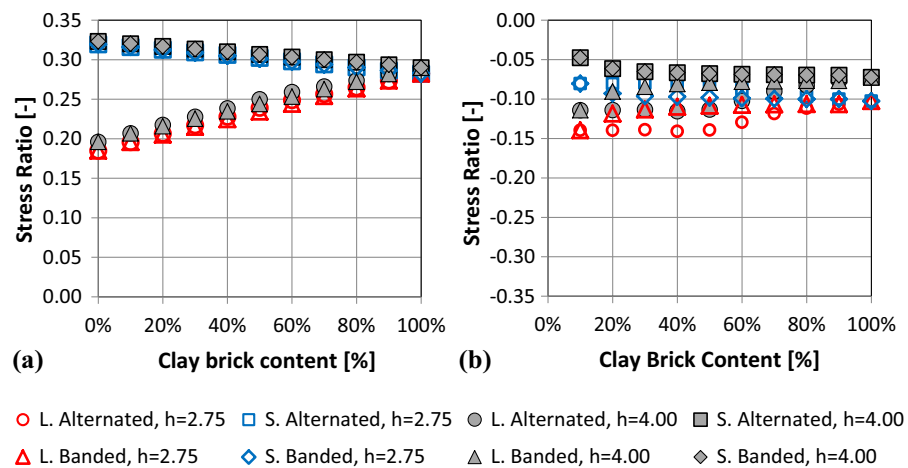 0.35
0.30
0.25
0.20
0.15
0.10
0.05
0.00
Stress Ratio [-]
0% 20% 40% 60% 80% 100%
(a) Clay brick content [%]
-0.00
-0.05
-0.10
-0.15
-0.20
-0.25
-0.30
-0.35
Stress Ratio [-]
0% 20% 40% 60% 80% 100%
(b) Clay Brick Content [%]
L. Alternated, h=2.75 S. Alternated, h=2.75 L. Alternated, h=4.00 S. Alternated, h=4.00
L. Banded, h=2.75 S. Banded, h=2.75 L. Banded, h=4.00 S. Banded, h=4.00